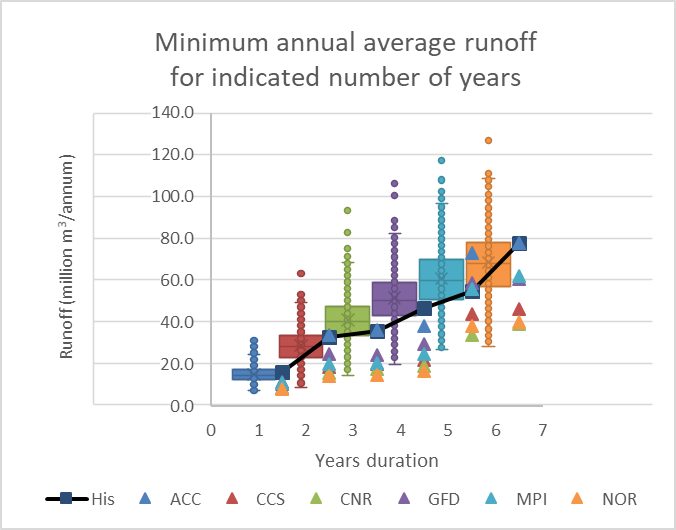 Minimum annual average runoff
for indicated number of years
Runoff (million m³/annum)
140.0
120.0
100.0
80.0
60.0
40.0
20.0
0.0
0 1 2 3 4 5 6 7
Years duration
His ACC CCS CNR GFD MPI NOR